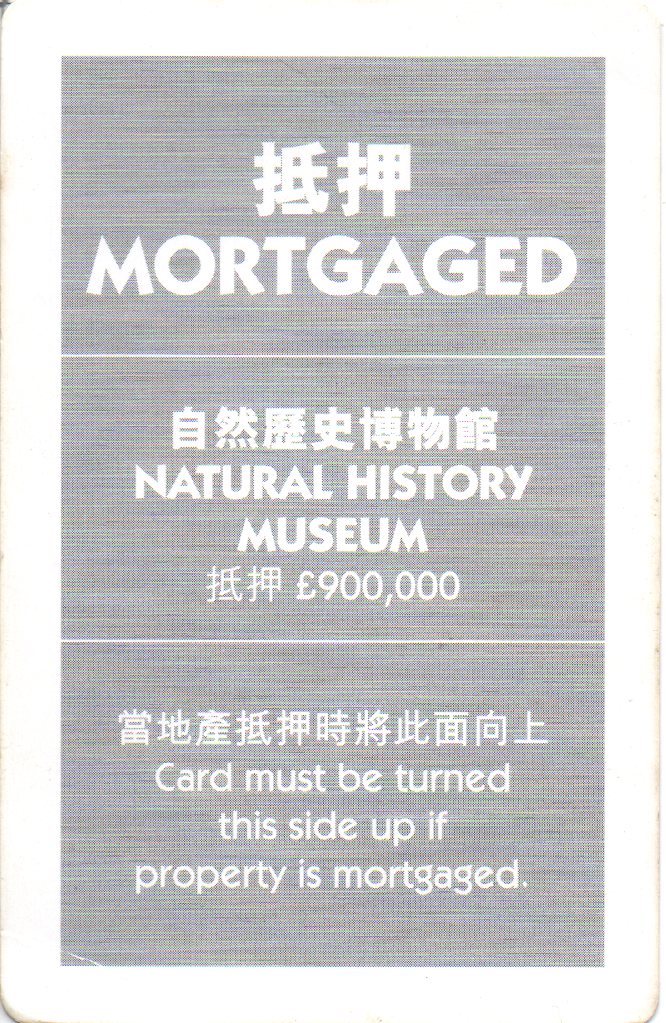 抵押
MORTGAGED
自然歷史博物館
NATURAL HISTORY
MUSEUM
抵押 £900,000
當地產抵押時將此面向上
Card must be turned
this side up if
property is mortgaged.